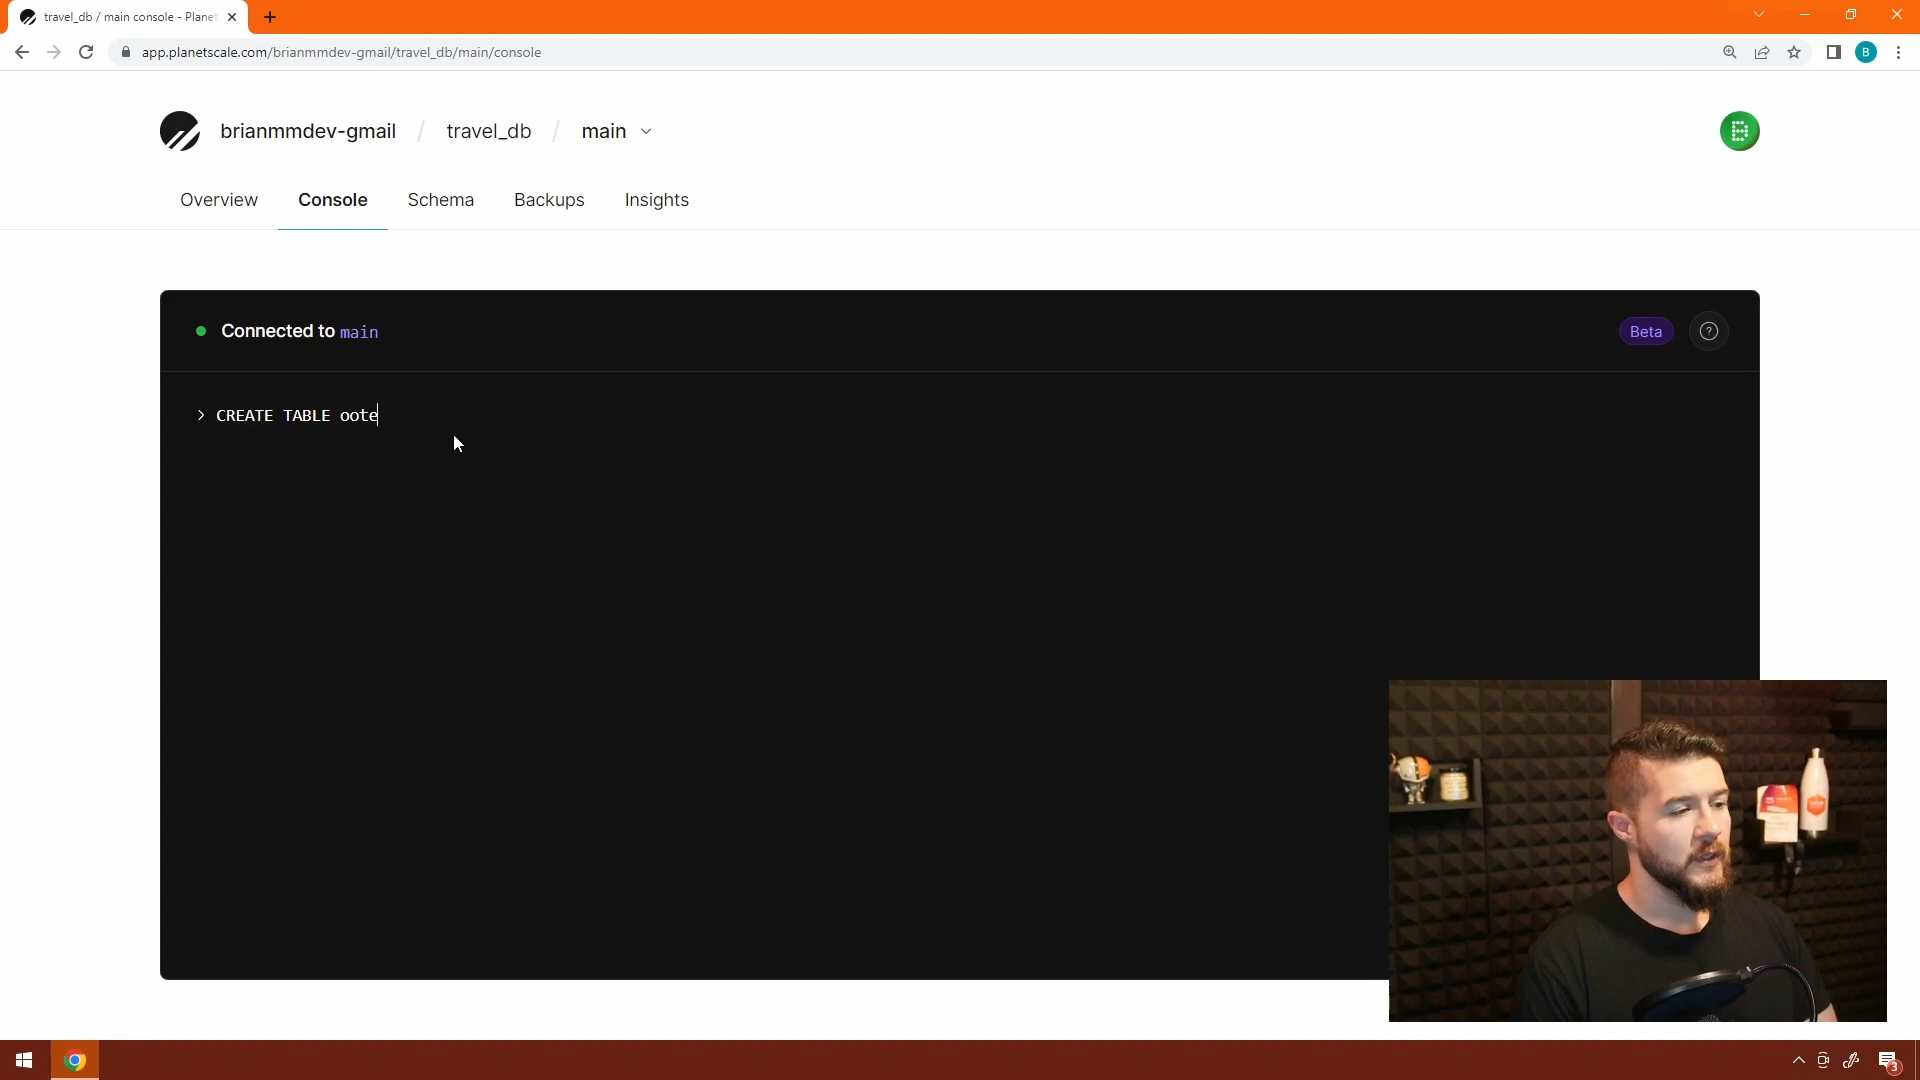 travel_db / main console - Planet
app.planetscale.com/brianmmdev-gmail/travel_db/main/console
B
brianmmdev-gmail / travel_db / main
Overview Console Schema Backups Insights
Connected to main
Beta ?
> CREATE TABLE oote
3